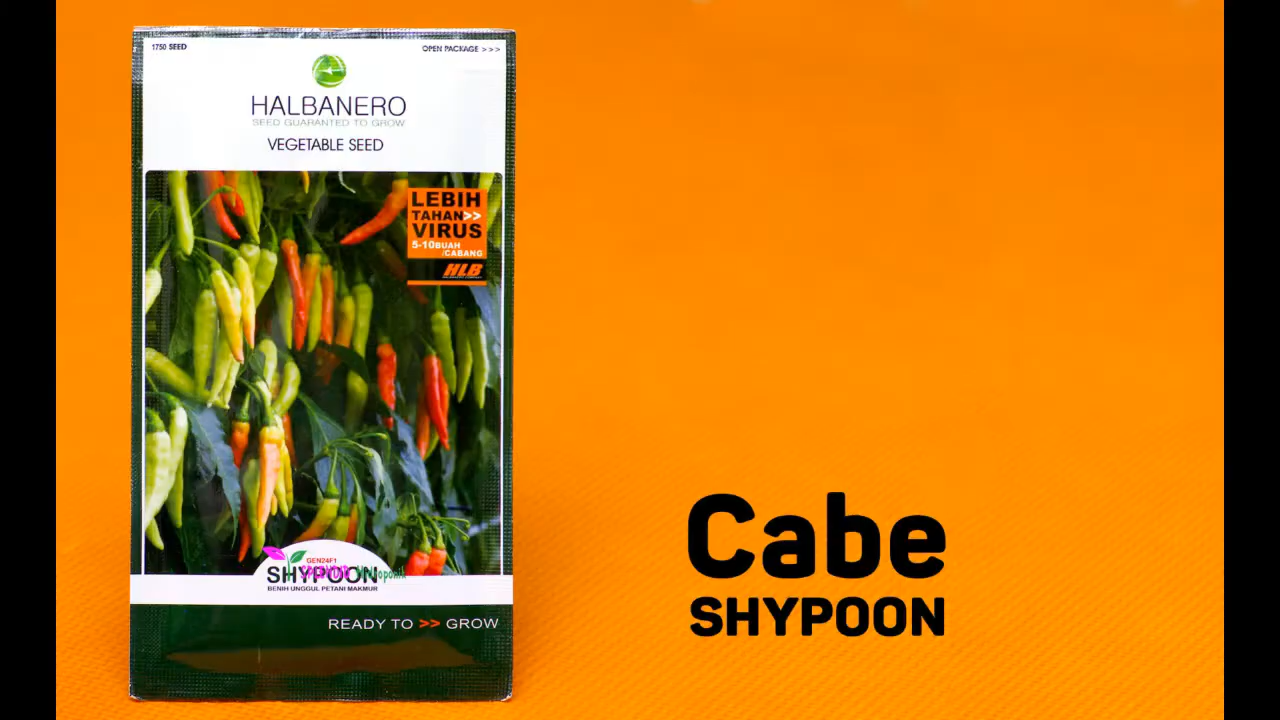 1750 SEED
OPEN PACKAGE >>>
HALBANERO
SEED GUARANTED TO GROW
VEGETABLE SEED
LEBIH
TAHAN>>
VIRUS
5-10BUAH
/CABANG
HLB
GEN24F1
SHYPOON
BENIH UNGGUL PETANI MAKMUR
READY TO >> GROW
Cabe
SHYPOON